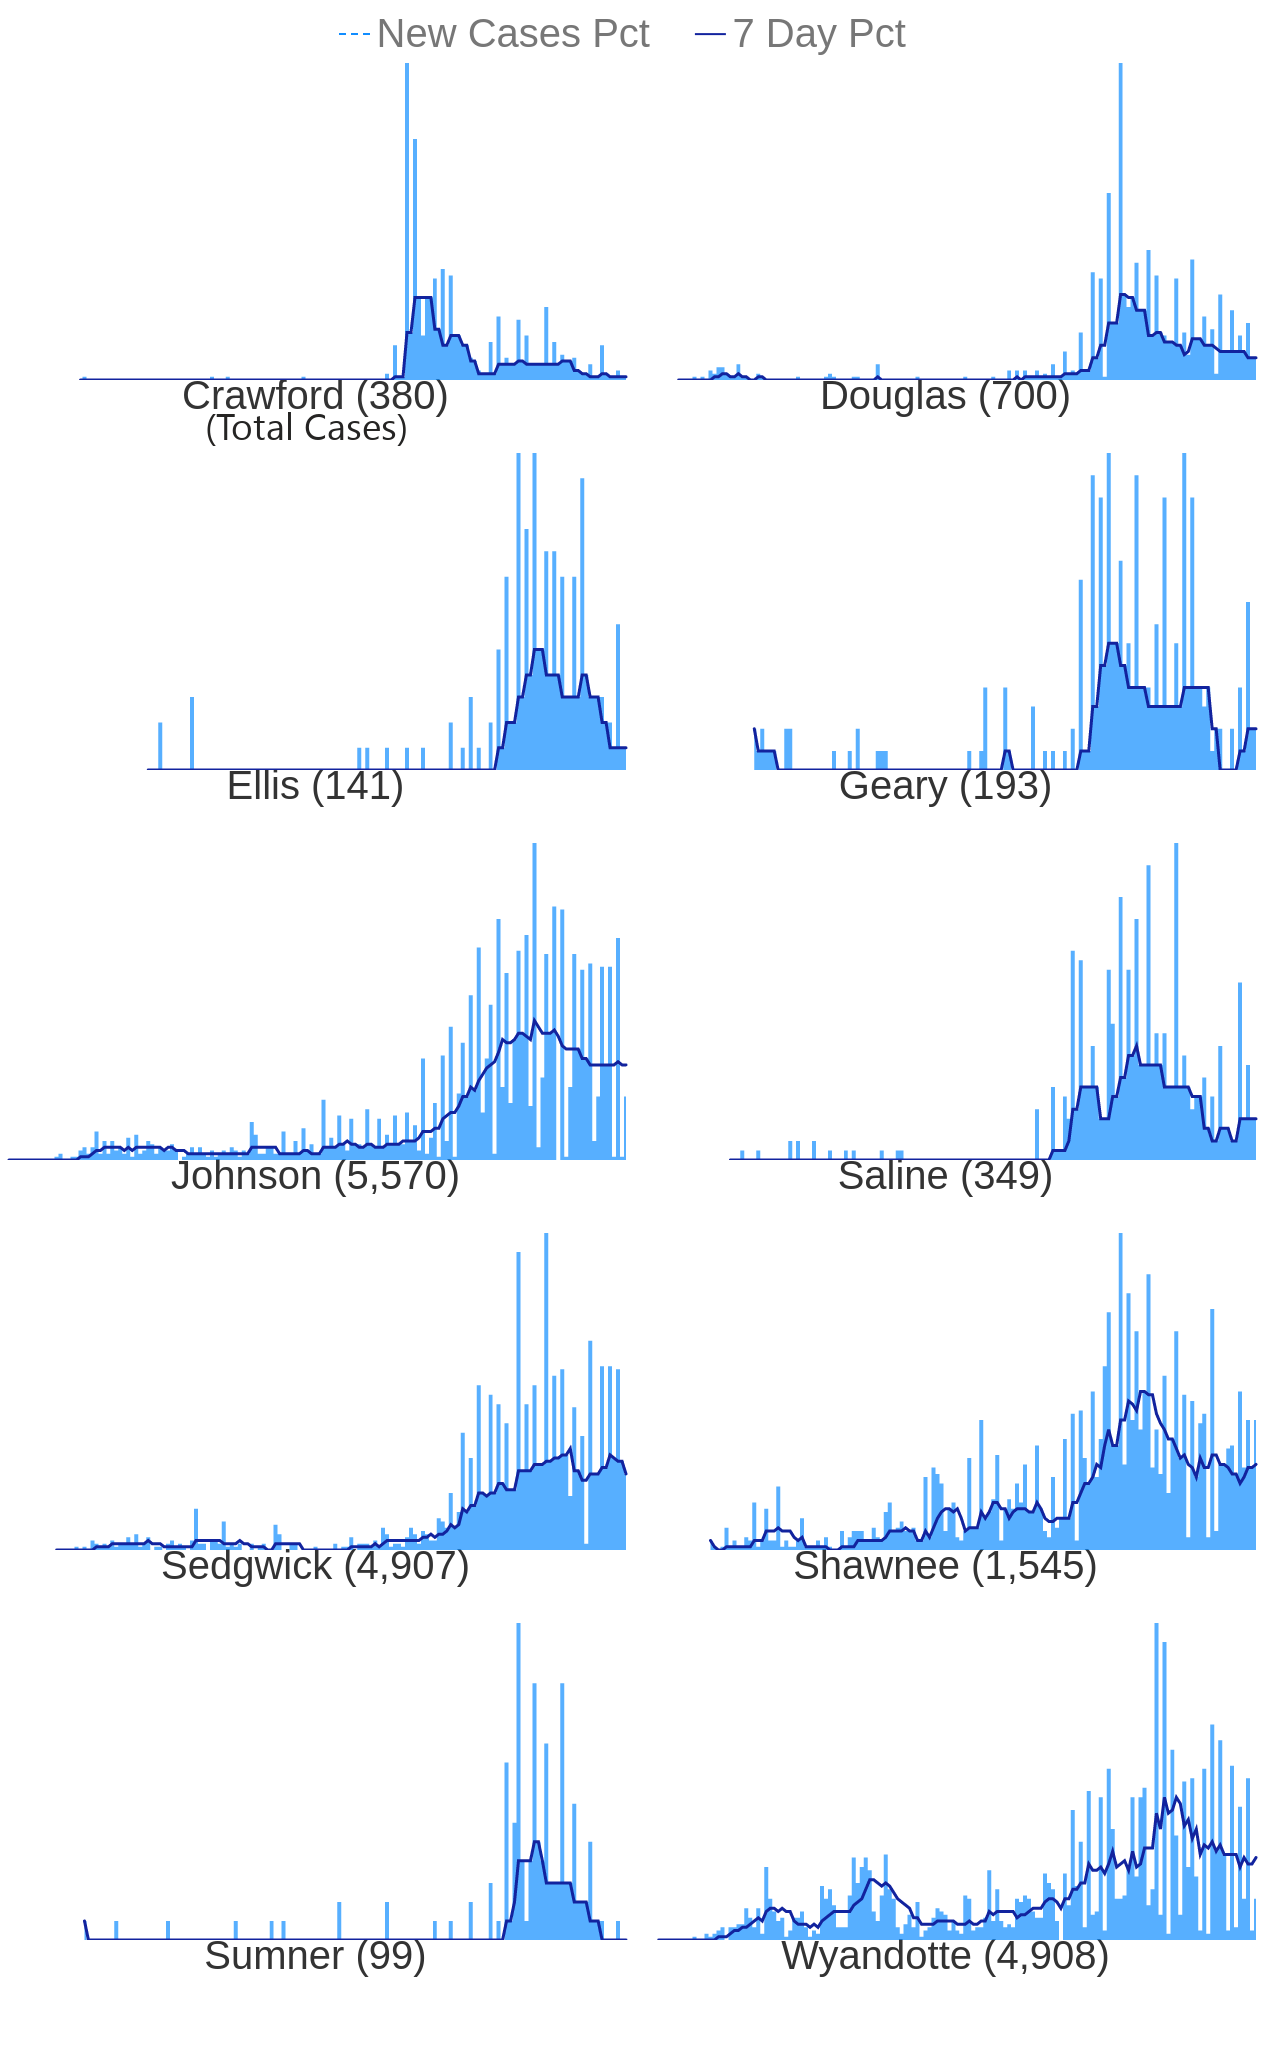 New Cases Pct 7 Day Pct
Crawford (380) Douglas (700)
(Total Cases)
Ellis (141) Geary (193)
Johnson (5,570) Saline (349)
Sedgwick (4,907) Shawnee (1,545)
Sumner (99) Wyandotte (4,908)